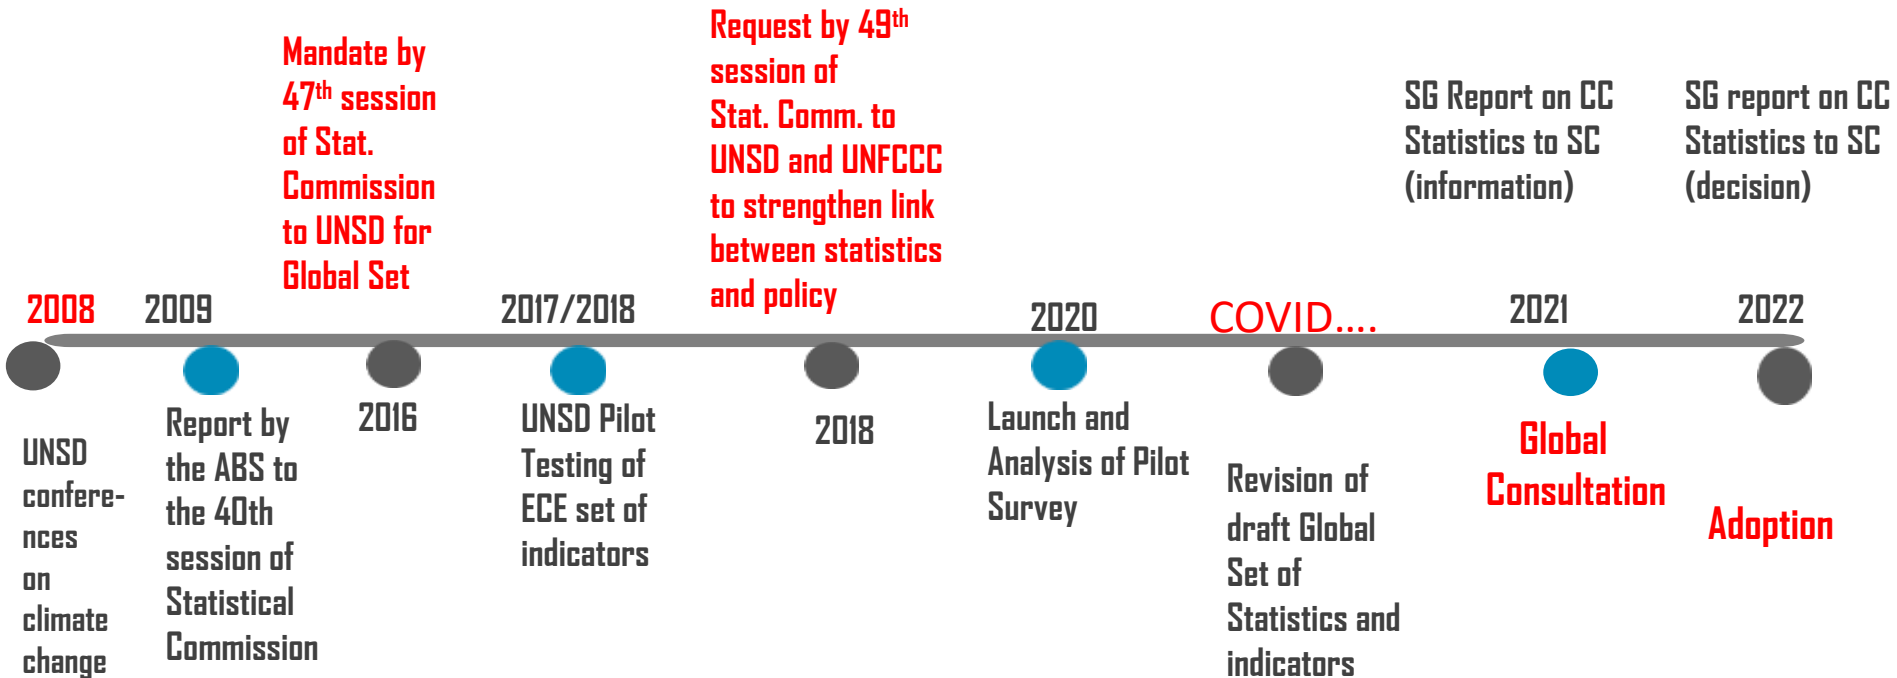 2008
UNSD
confere-
nces
on
climate
change
2009
Report by
the ABS to
the 40th
session of
Statistical
Commission
Mandate by
47th session
of Stat.
Commission
to UNSD for
Global Set
2016
2017/2018
UNSD Pilot
Testing of
ECE set of
indicators
Request by 49th
session of
Stat. Comm. to
UNSD and UNFCCC
to strengthen link
between statistics
and policy
2018
2020
Launch and
Analysis of Pilot
Survey
COVID....
Revision of
draft Global
Set of
Statistics and
indicators
SG Report on CC
Statistics to SC
(information)
2021
Global
Consultation
SG report on CC
Statistics to SC
(decision)
2022
Adoption